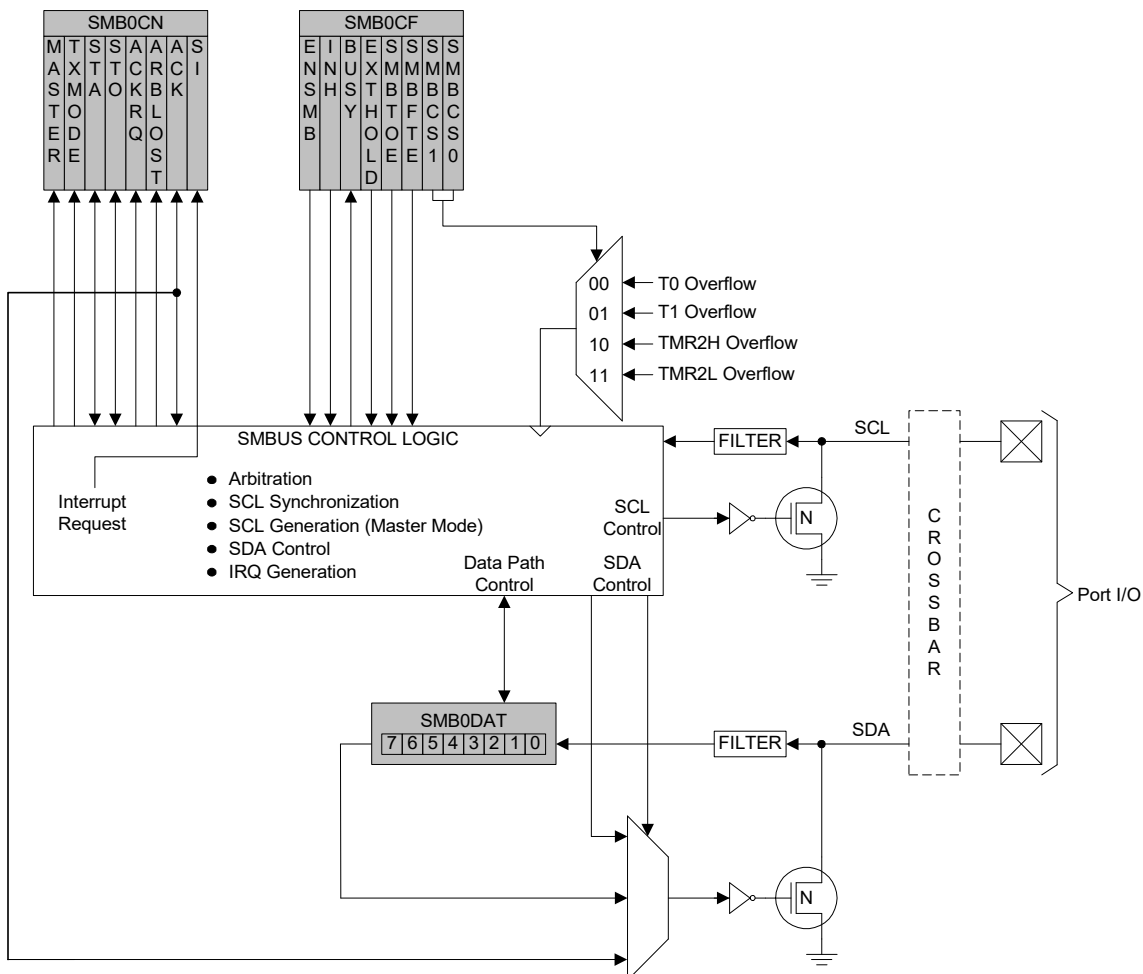 SMB0CN
MASTER
TXMODE
STA
STO
ACKRQ
ARBLOST
ACK
SI
SMB0CF
ENSMB
INH
BUSY
EXTHOLD
SMBTOE
SMBFTE
SMBCS1
SMBCS0
00
T0 Overflow
01
T1 Overflow
10
TMR2H Overflow
11
TMR2L Overflow
SMBUS CONTROL LOGIC
Interrupt
Request
● Arbitration
● SCL Synchronization
● SCL Generation (Master Mode)
● SDA Control
● IRQ Generation
SCL
Control
Data Path
Control
SDA
Control
FILTER
SCL
N
CROSSBAR
Port I/O
SMB0DAT
7 6 5 4 3 2 1 0
FILTER
SDA
N